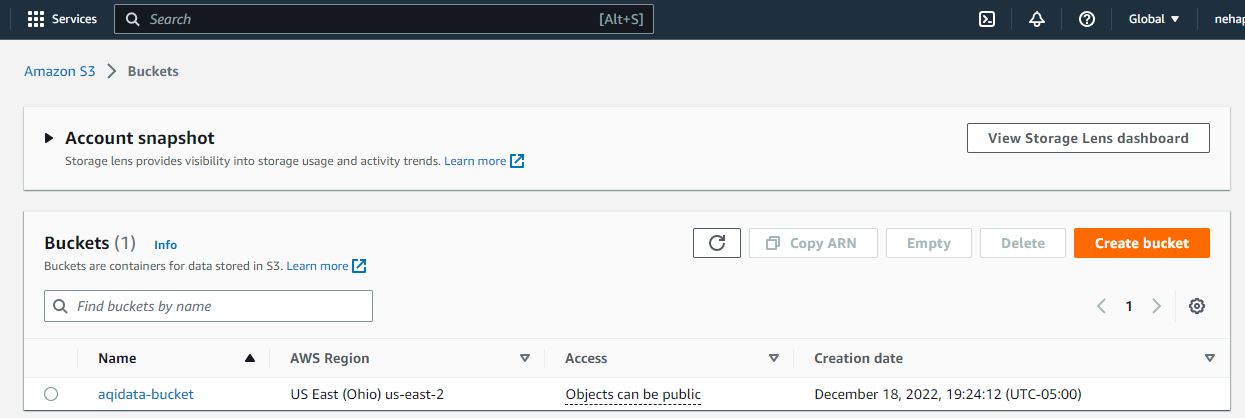 Services Search [Alt+S] Global nehap
Amazon S3 Buckets
Account snapshot View Storage Lens dashboard
Storage lens provides visibility into storage usage and activity trends. Learn more
Buckets (1) Info Copy ARN Empty Delete Create bucket
Buckets are containers for data stored in S3. Learn more
Find buckets by name 1
Name AWS Region Access Creation date
aqidata-bucket US East (Ohio) us-east-2 Objects can be public December 18, 2022, 19:24:12 (UTC-05:00)